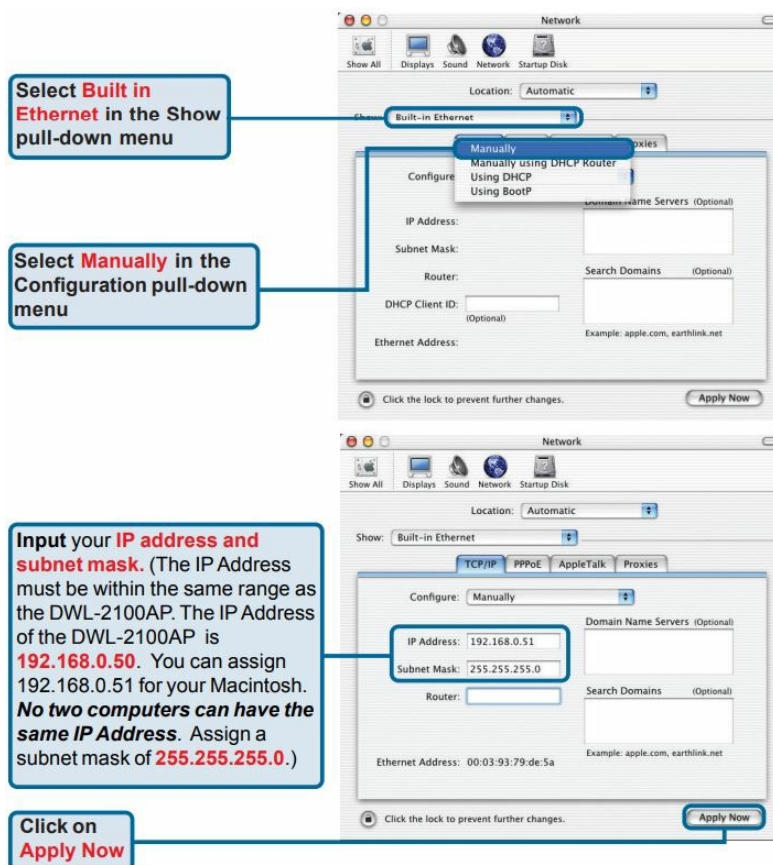 Network
Show All Displays Sound Network Startup Disk
Location: Automatic
Select Built in
Ethernet in the Show
pull-down menu
Show: Built-in Ethernet
Manually
Manually using DHCP Router
Using DHCP
Using BootP
oxies
Configure
Domain Name Servers (Optional)
IP Address:
Subnet Mask:
Select Manually in the
Configuration pull-down
menu
Router:
Search Domains (Optional)
DHCP Client ID:
(Optional)
Example: apple.com, earthlink.net
Ethernet Address:
Click the lock to prevent further changes.
Apply Now
Network
Show All Displays Sound Network Startup Disk
Location: Automatic
Show: Built-in Ethernet
TCP/IP PPPoE AppleTalk Proxies
Configure: Manually
Domain Name Servers (Optional)
Input your IP address and
subnet mask. (The IP Address
must be within the same range as
the DWL-2100AP. The IP Address
of the DWL-2100AP is
192.168.0.50. You can assign
192.168.0.51 for your Macintosh.
No two computers can have the
same IP Address. Assign a
subnet mask of 255.255.255.0.)
IP Address: 192.168.0.51
Subnet Mask: 255.255.255.0
Router:
Search Domains (Optional)
Example: apple.com, earthlink.net
Ethernet Address: 00:03:93:79:de:5a
Click the lock to prevent further changes.
Apply Now
Click on
Apply Now